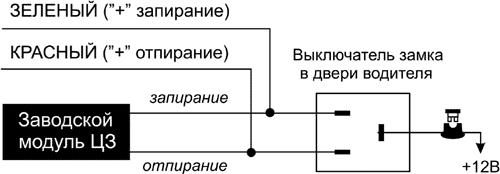 ЗЕЛЕНЫЙ ("+" запирание)
КРАСНЫЙ ("+" отпирание)
Выключатель замка
в двери водителя
запирание
Заводской
модуль ЦЗ
отпирание
+12В